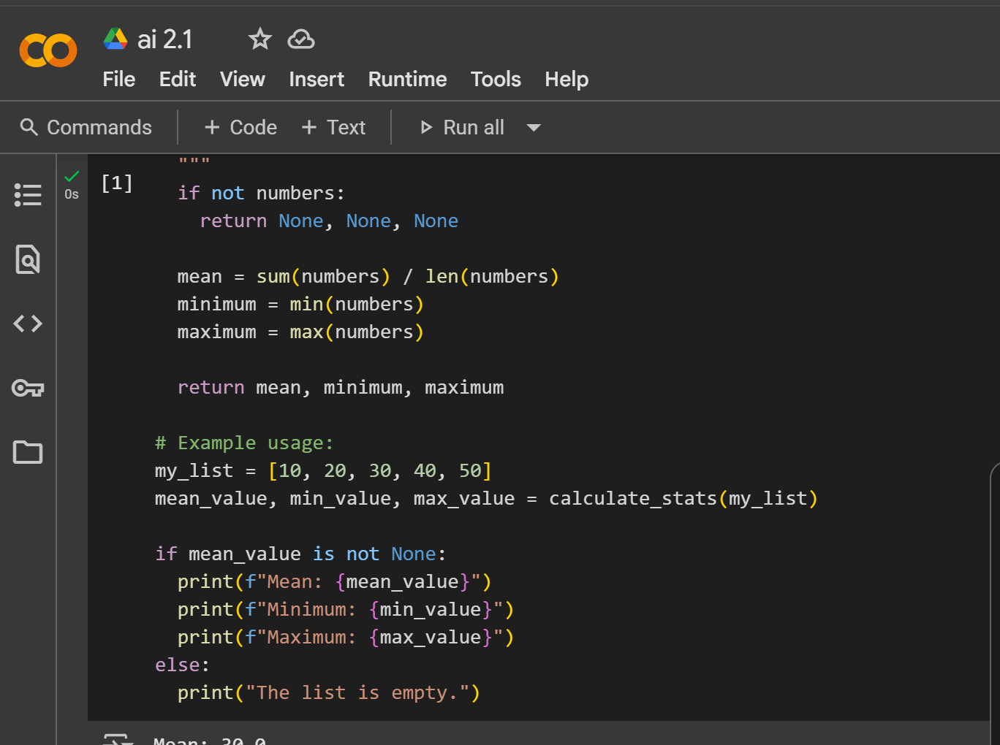 ai 2.1
File Edit View Insert Runtime Tools Help
Commands + Code + Text Run all
"""
[1]
0s
if not numbers:
return None, None, None
mean = sum(numbers) / len(numbers)
minimum = min(numbers)
maximum = max(numbers)
return mean, minimum, maximum
# Example usage:
my_list = [10, 20, 30, 40, 50]
mean_value, min_value, max_value = calculate_stats(my_list)
if mean_value is not None:
print(f"Mean: {mean_value}")
print(f"Minimum: {min_value}")
print(f"Maximum: {max_value}")
else:
print("The list is empty.")
Mean: 30.0